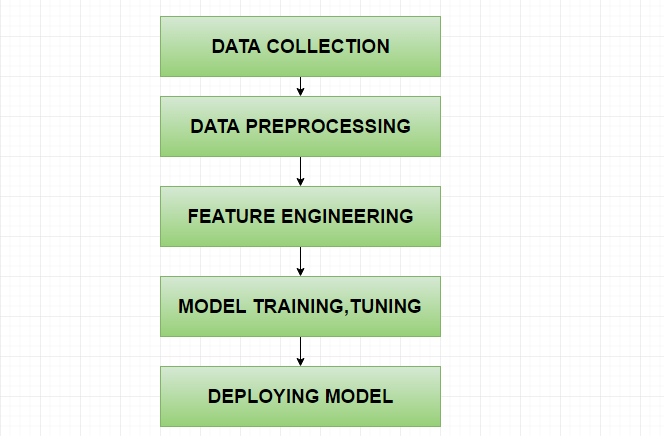 DATA COLLECTION
DATA PREPROCESSING
FEATURE ENGINEERING
MODEL TRAINING,TUNING
DEPLOYING MODEL